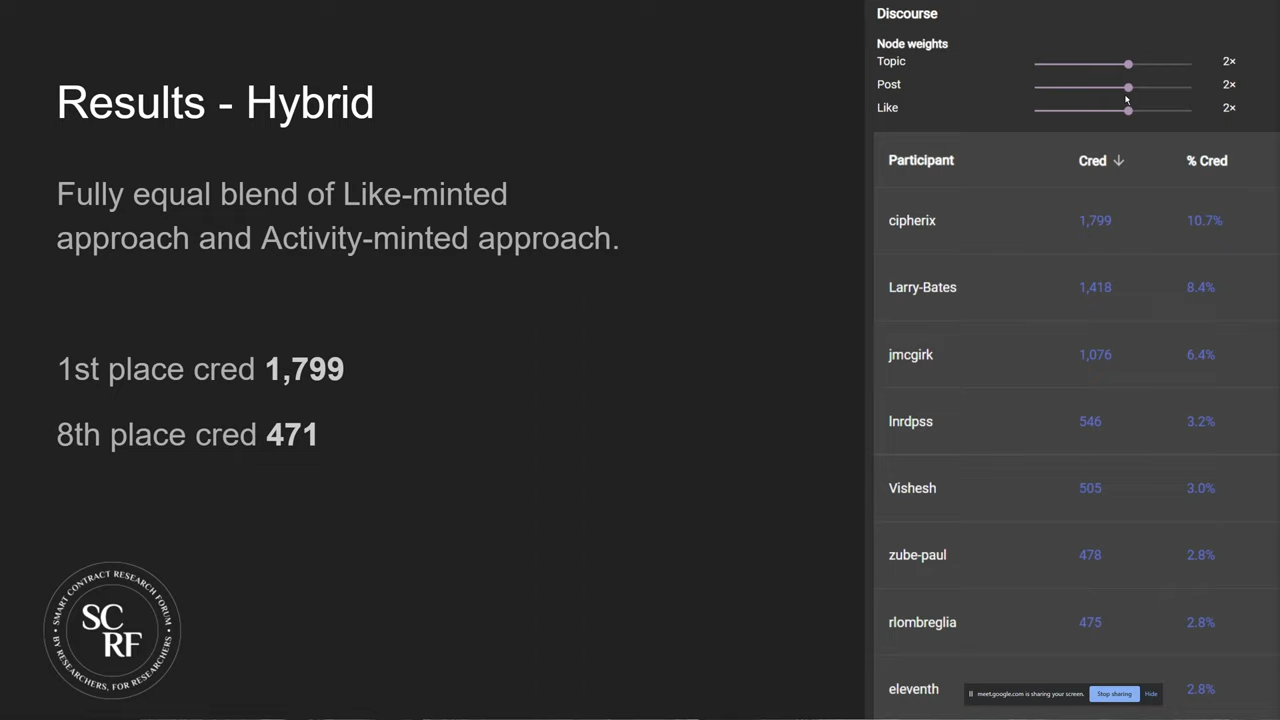 Results - Hybrid
Fully equal blend of Like-minted
approach and Activity-minted approach.
1st place cred 1,799
8th place cred 471
SMART CONTRACT RESEARCH FORUM
SC
RF
• BY RESEARCHERS, FOR RESEARCHERS •
Discourse
Node weights
Topic 2×
Post 2×
Like 2×
Participant Cred ↓ % Cred
cipherix 1,799 10.7%
Larry-Bates 1,418 8.4%
jmcgirk 1,076 6.4%
lnrdpss 546 3.2%
Vishesh 505 3.0%
zube-paul 478 2.8%
rlombreglia 475 2.8%
eleventh 2.8%
meet.google.com is sharing your screen. Stop sharing Hide